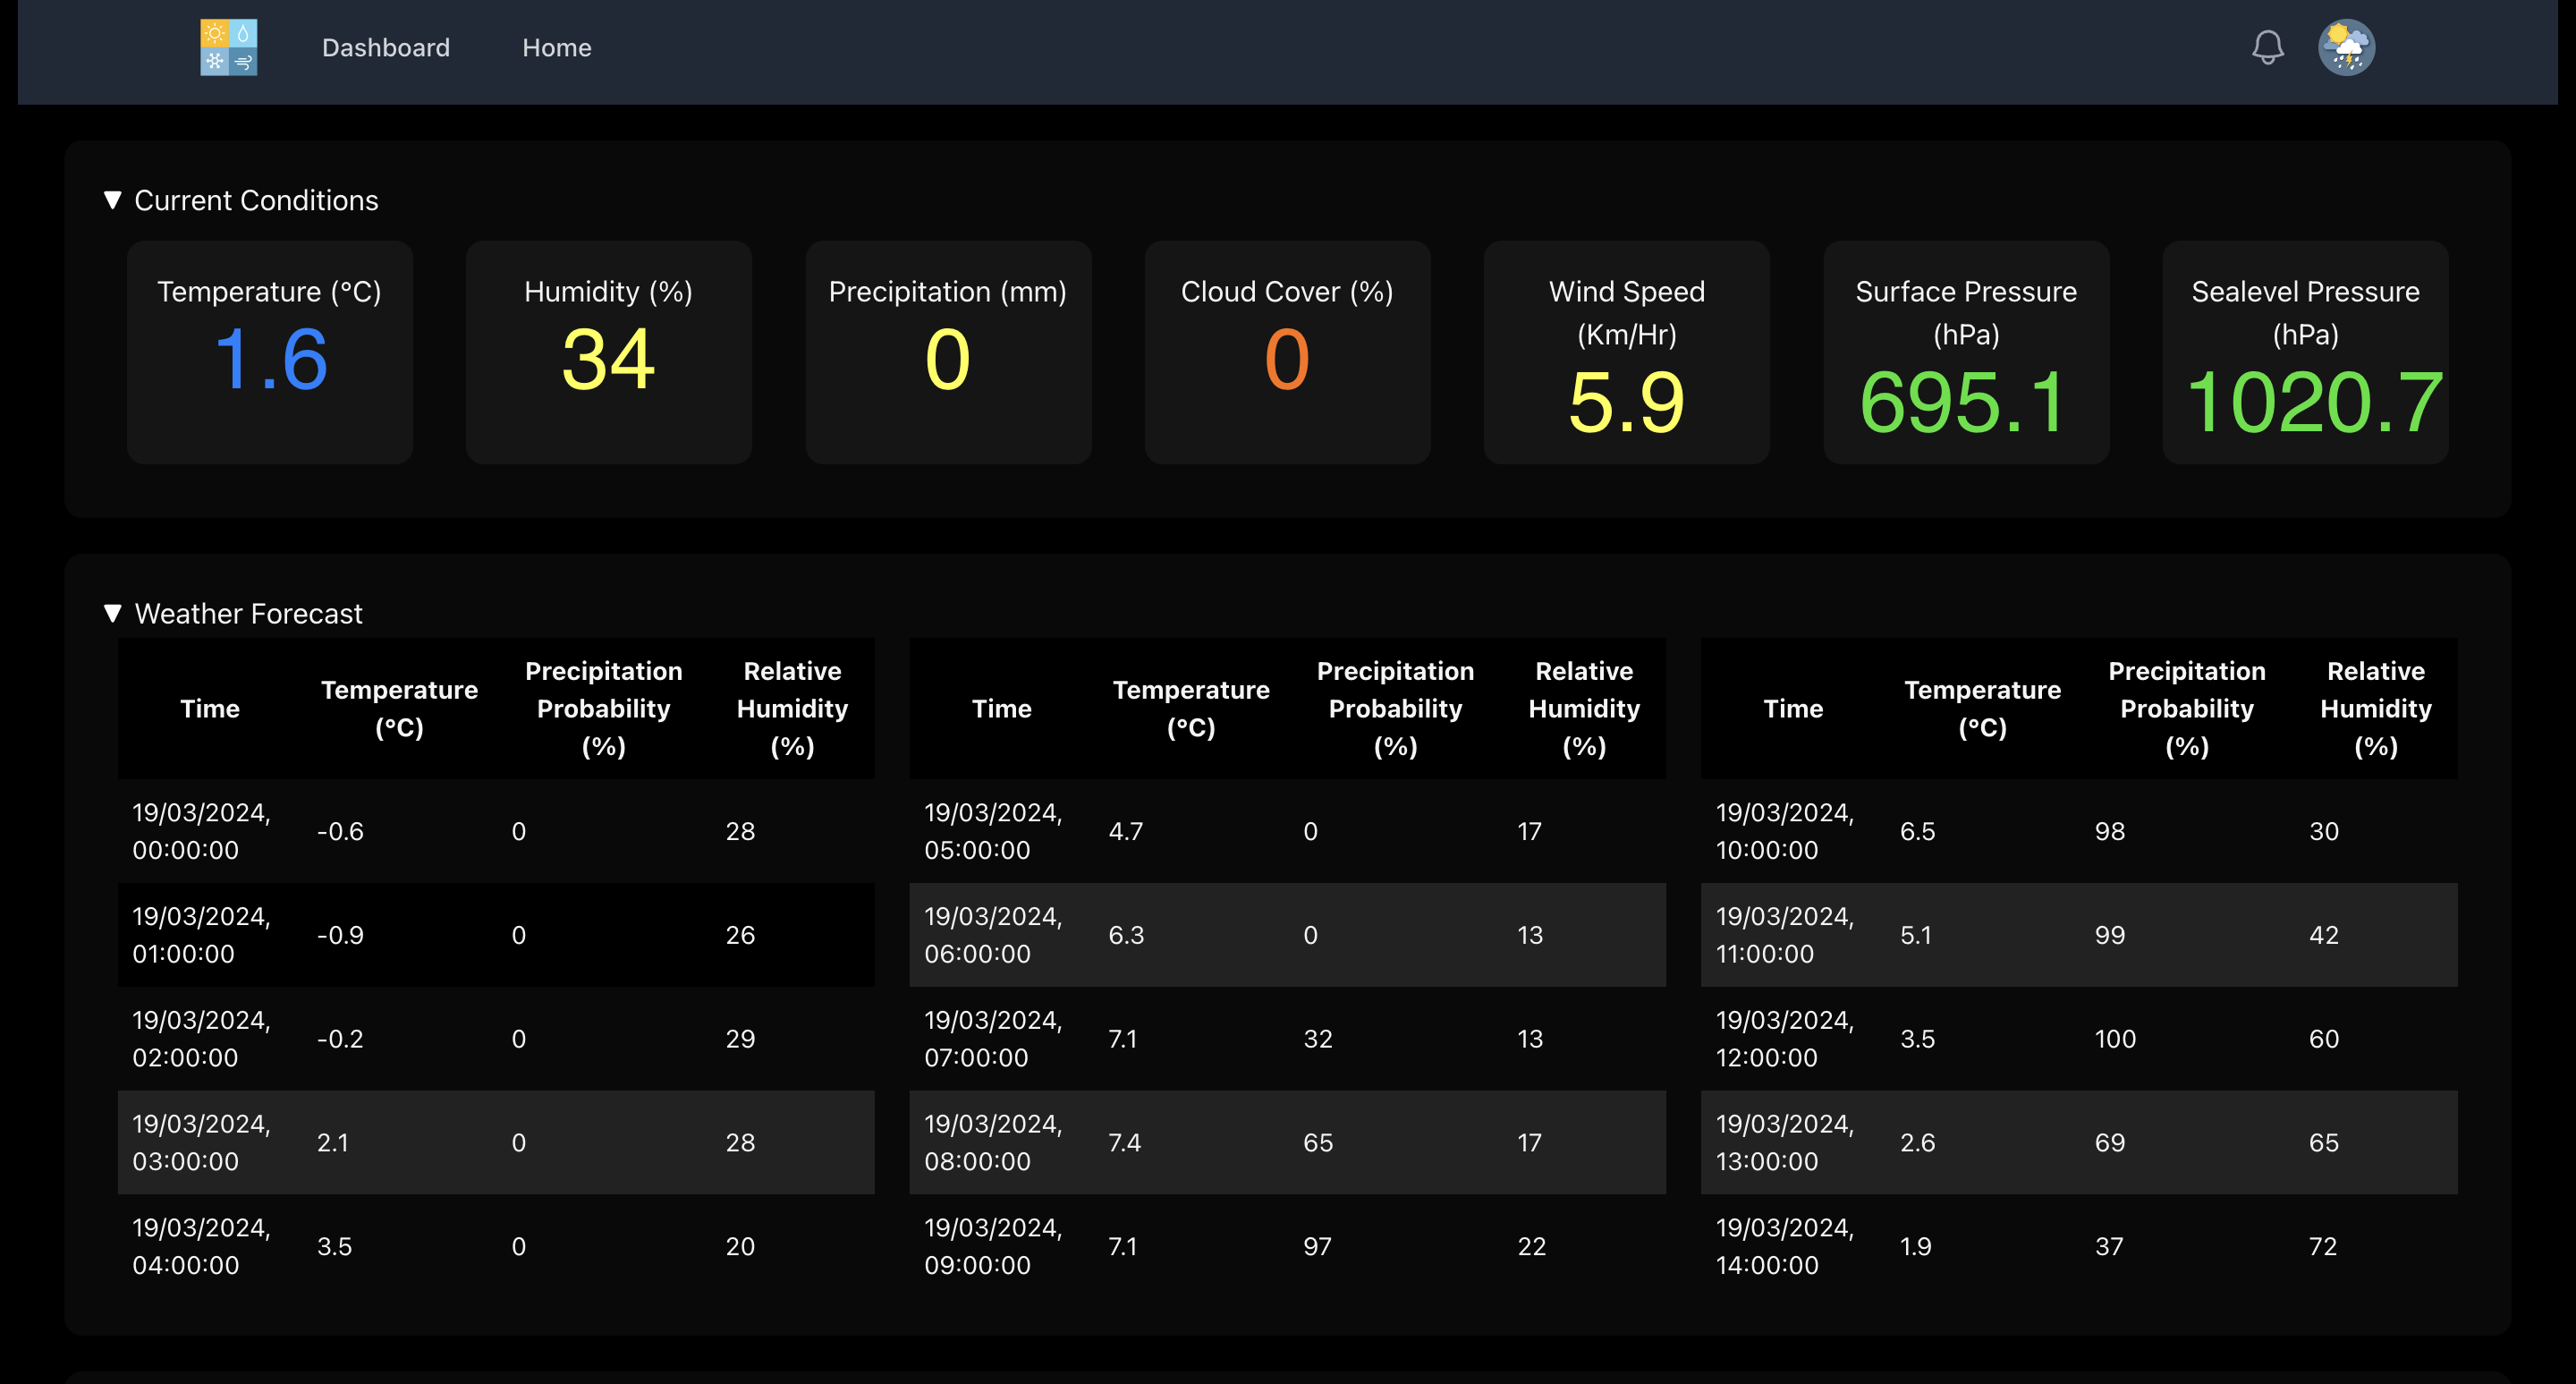 Dashboard Home
▼ Current Conditions
Temperature (°C)
1.6
Humidity (%)
34
Precipitation (mm)
0
Cloud Cover (%)
0
Wind Speed
(Km/Hr)
5.9
Surface Pressure
(hPa)
695.1
Sealevel Pressure
(hPa)
1020.7
▼ Weather Forecast
Time
Temperature
(°C)
Precipitation
Probability
(%)
Relative
Humidity
(%)
19/03/2024,
00:00:00
-0.6 0 28
19/03/2024,
01:00:00
-0.9 0 26
19/03/2024,
02:00:00
-0.2 0 29
19/03/2024,
03:00:00
2.1 0 28
19/03/2024,
04:00:00
3.5 0 20
Time
Temperature
(°C)
Precipitation
Probability
(%)
Relative
Humidity
(%)
19/03/2024,
05:00:00
4.7 0 17
19/03/2024,
06:00:00
6.3 0 13
19/03/2024,
07:00:00
7.1 32 13
19/03/2024,
08:00:00
7.4 65 17
19/03/2024,
09:00:00
7.1 97 22
Time
Temperature
(°C)
Precipitation
Probability
(%)
Relative
Humidity
(%)
19/03/2024,
10:00:00
6.5 98 30
19/03/2024,
11:00:00
5.1 99 42
19/03/2024,
12:00:00
3.5 100 60
19/03/2024,
13:00:00
2.6 69 65
19/03/2024,
14:00:00
1.9 37 72